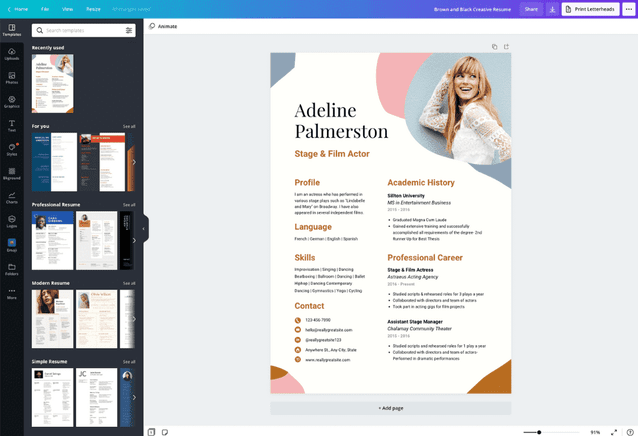 Home File View Resize
Brown and Black Creative Resume Share Print Letterheads
Templates
Uploads
Photos
Graphics
Text
Styles
Background
Charts
Logos
Emoji
Folders
More
Search templates
Recently used
For you See all
Professional Resume See all
Modern Resume See all
Simple Resume See all
Animate
Adeline
Palmerston
Stage & Film Actor
Profile
I am an actress who has performed in
various stage plays such as
and Mary" on Broadway. I have also
appeared in several independent films.
Language
French | German | English | Spanish
Skills
Improvisation | Singing | Dancing
Beatboxing | Ballroom | Dancing | Ballet
HipHop | Dancing Contemporary
Dancing | Gymnastics | Yoga | Cycling
Contact
123-456-7890
hello@reallygreatsite.com
@reallygreatsite123
Anywhere St., Any City, State
www.reallygreatsite.com
Academic History
Gillton University
MS in Entertainment Business
2015 - 2016
Graduated Magna Cum Laude
Gained extensive training and successfully
accomplished all requirements of the degree- 2nd
Runner Up for Best Thesis
Professional Career
Stage & Film Actress
Astraeus Acting Agency
2016 - Present
Studied scripts & rehearsed roles for 3 plays a year
Collaborated with directors and team of actors
Took part in acting gigs for film projects
Assistant Stage Manager
Chalamay Community Theater
2015 - 2016
Studied scripts and rehearsed roles for 1 play a year
Collaborated with directors and team of actors-
Performed in dramatic performances
+ Add page
91%